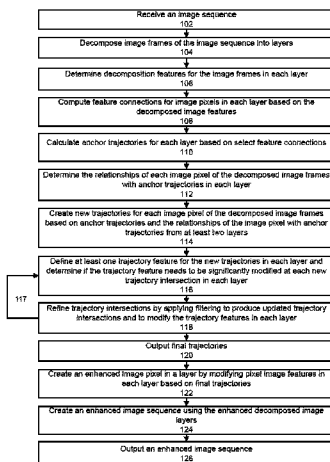 Receive an image sequence
102
Decompose image frames of the image sequence into layers
104
Determine decomposition features for the image frames in each layer
106
Compute feature connections for image pixels in each layer based on the
decomposed image features
108
Calculate anchor trajectories for each layer based on select feature connections
110
Determine the relationships of each image pixel of the decomposed image frames
with anchor trajectories in each layer
112
Create new trajectories for each image pixel of the decomposed image frames
based on anchor trajectories and the relationships of the image pixel with anchor
trajectories from at least two layers
114
Define at least one trajectory feature for the new trajectories in each layer and
determine if the trajectory feature needs to be significantly modified at each new
trajectory intersection in each layer
116
117
Refine trajectory intersections by applying filtering to produce updated trajectory
intersections and to modify the trajectory features in each layer
118
Output final trajectories
120
Create an enhanced image pixel in a layer by modifying pixel image features in
each layer based on final trajectories
122
Create an enhanced image sequence using the enhanced decomposed image
layers
124
Output an enhanced image sequence
126